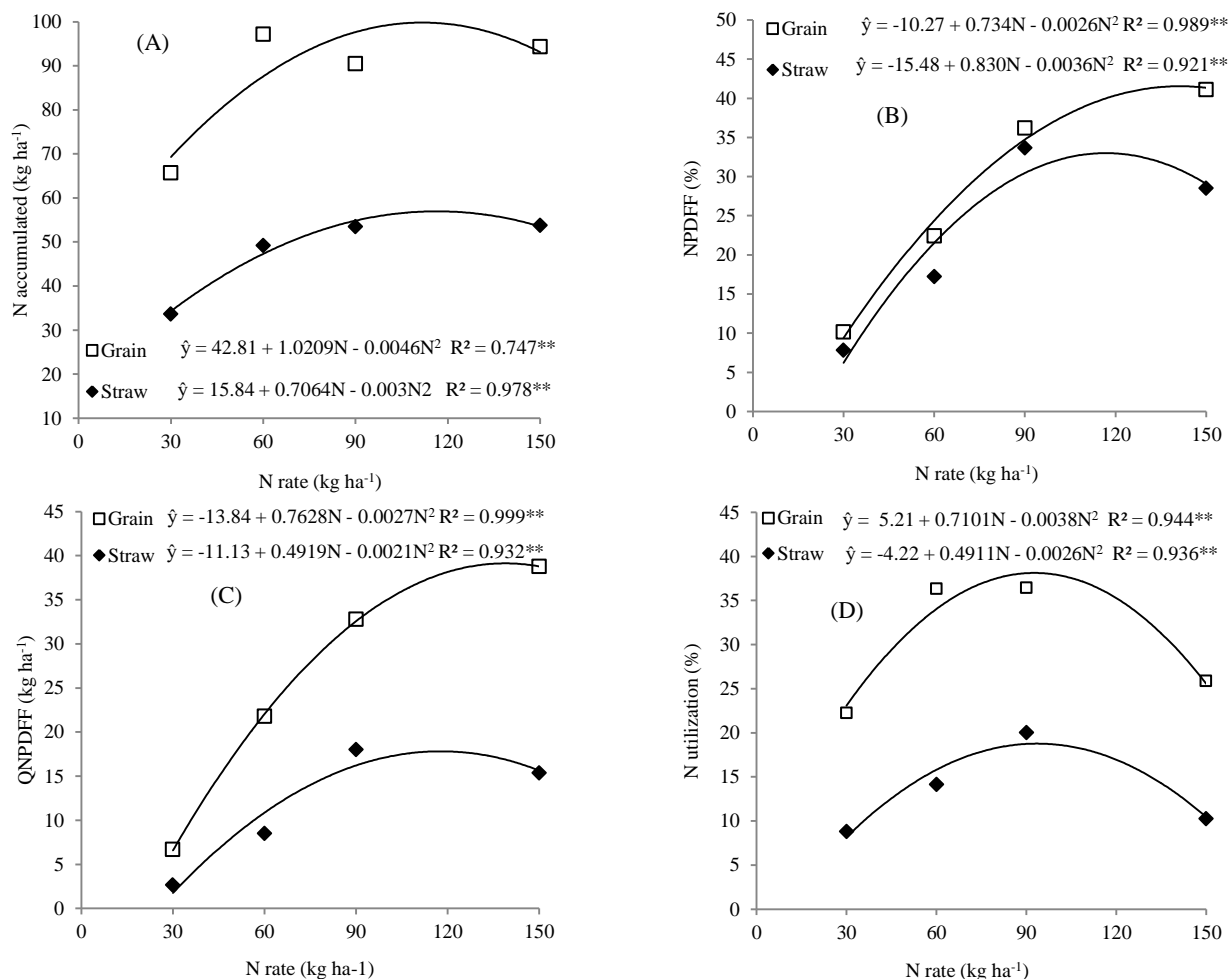 (A)
N accumulated (kg ha⁻¹)
100
90
80
70
60
50
40
30
20
10
□ Grain ŷ = 42.81 + 1.0209N - 0.0046N² R² = 0.747**
◆ Straw ŷ = 15.84 + 0.7064N - 0.003N2 R² = 0.978**
0 30 60 90 120 150
N rate (kg ha⁻¹)
□ Grain ŷ = -10.27 + 0.734N - 0.0026N² R² = 0.989**
◆ Straw ŷ = -15.48 + 0.830N - 0.0036N² R² = 0.921**
(B)
NPDFF (%)
50
45
40
35
30
25
20
15
10
5
0
0 30 60 90 120 150
N rate (kg ha⁻¹)
□ Grain ŷ = -13.84 + 0.7628N - 0.0027N² R² = 0.999**
◆ Straw ŷ = -11.13 + 0.4919N - 0.0021N² R² = 0.932**
(C)
QNPDFF (kg ha⁻¹)
45
40
35
30
25
20
15
10
5
0
0 30 60 90 120 150
N rate (kg ha-1)
□ Grain ŷ = 5.21 + 0.7101N - 0.0038N² R² = 0.944**
◆ Straw ŷ = -4.22 + 0.4911N - 0.0026N² R² = 0.936**
(D)
N utilization (%)
45
40
35
30
25
20
15
10
5
0
0 30 60 90 120 150
N rate (kg ha⁻¹)